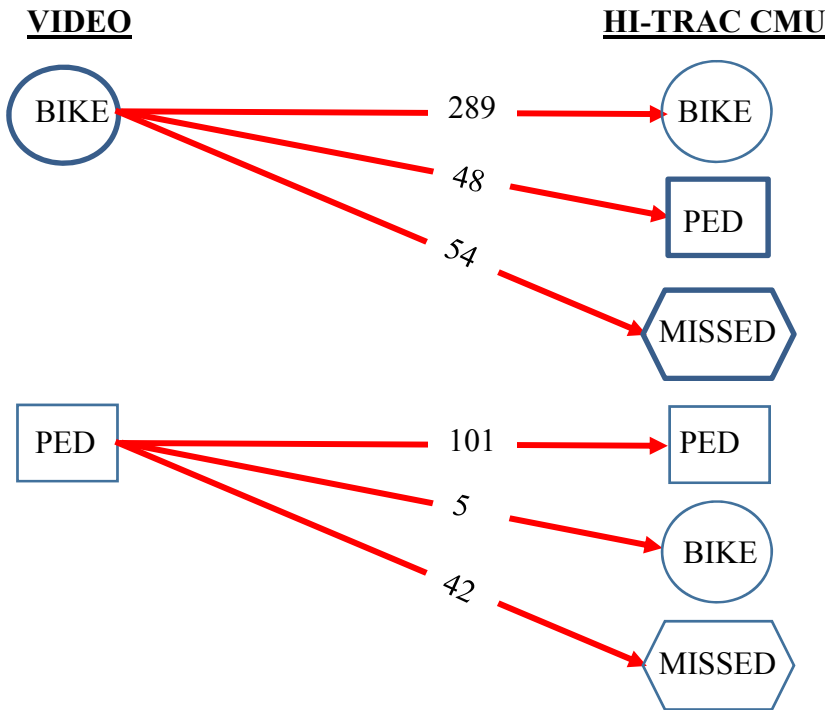 VIDEO HI-TRAC CMU
BIKE 289 BIKE
48 PED
54 MISSED
PED 101 PED
5 BIKE
42 MISSED